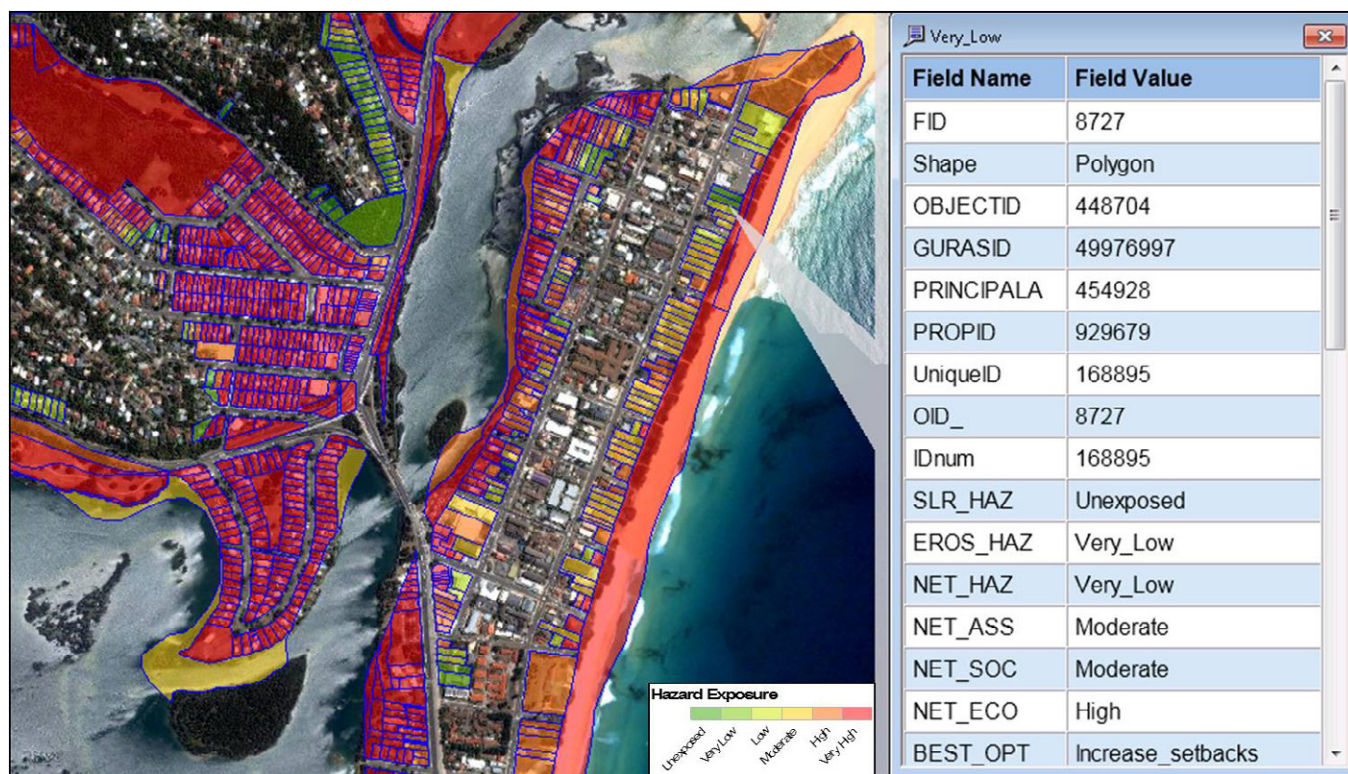 Very_Low
Field Name Field Value
FID 8727
Shape Polygon
OBJECTID 448704
GURASID 49976997
PRINCIPALA 454928
PROPID 929679
UniqueID 168895
OID_ 8727
IDnum 168895
SLR_HAZ Unexposed
EROS_HAZ Very_Low
NET_HAZ Very_Low
NET_ASS Moderate
NET_SOC Moderate
NET_ECO High
BEST_OPT Increase_setbacks
Hazard Exposure
Unexposed Very Low Low Moderate High Very High